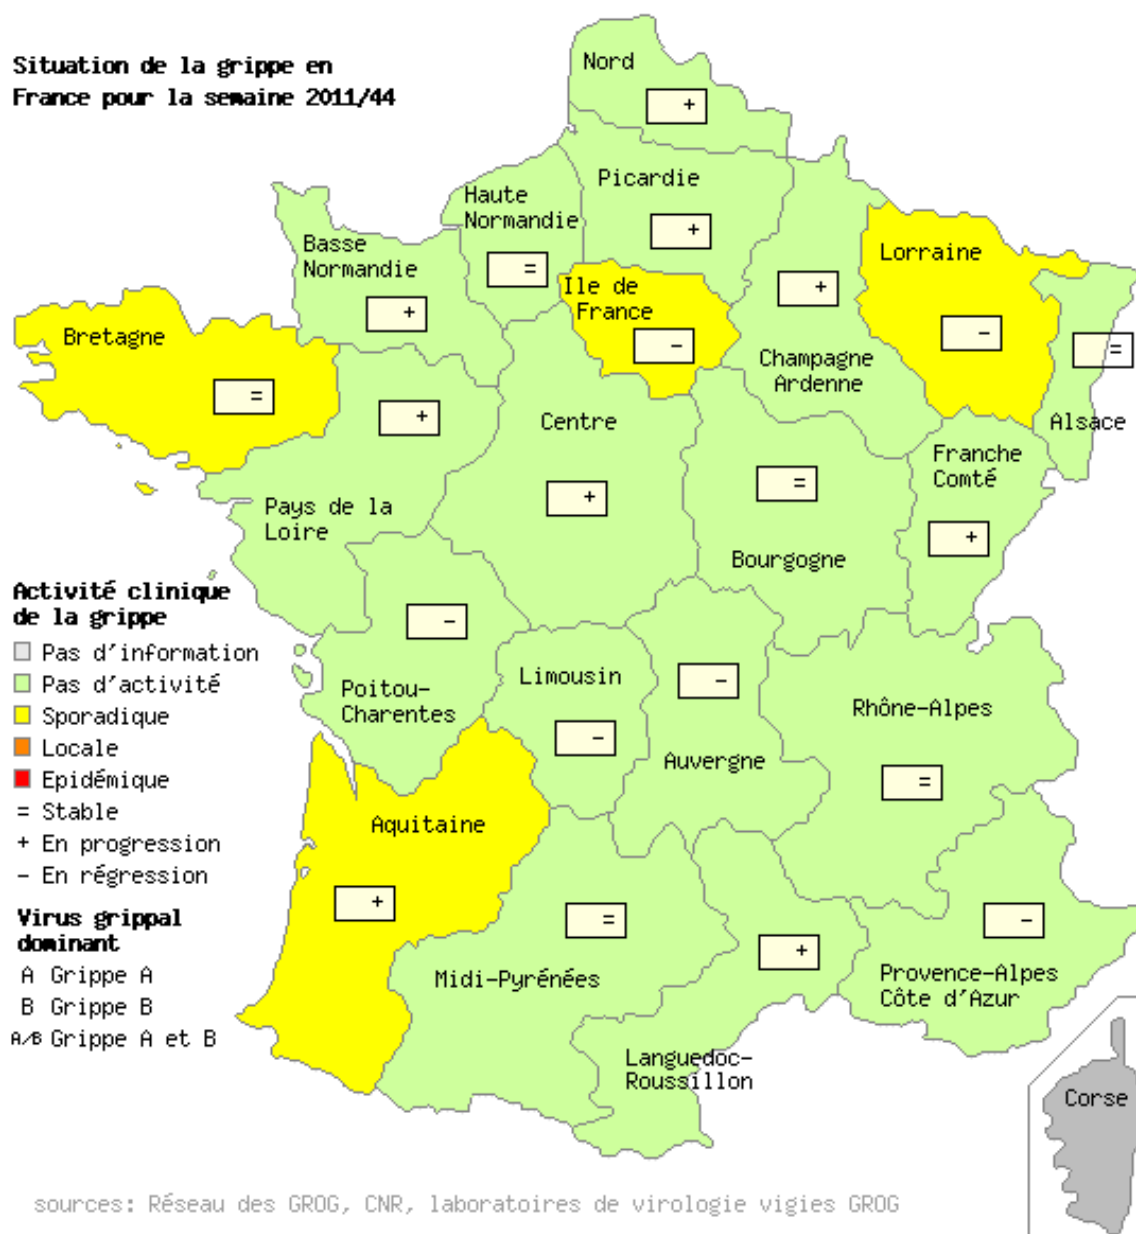 Situation de la grippe en
France pour la semaine 2011/44
Nord
+
Picardie
+
Haute
Normandie
=
Basse
Normandie
+
Ile de
France
-
Champagne
Ardenne
+
Lorraine
-
Alsace
=
Bretagne
=
Pays de la
Loire
+
Centre
+
Bourgogne
=
Franche
Comté
+
Poitou-
Charentes
-
Limousin
-
Auvergne
-
Rhône-Alpes
=
Aquitaine
+
Midi-Pyrénées
=
Languedoc-
Roussillon
+
Provence-Alpes
Côte d'Azur
-
Corse
Activité clinique
de la grippe
Pas d'information
Pas d'activité
Sporadique
Locale
Epidémique
= Stable
+ En progression
- En régression
Virus grippal
dominant
A Grippe A
B Grippe B
A/B Grippe A et B
sources: Réseau des GROG, CNR, laboratoires de virologie vigies GROG